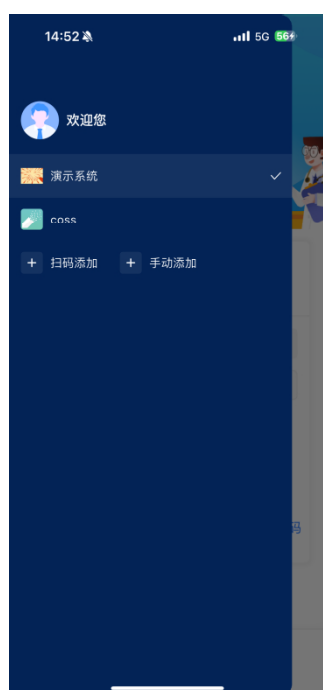 14:52 5G 56
欢迎您
演示系统
coss
+ 扫码添加 + 手动添加
码